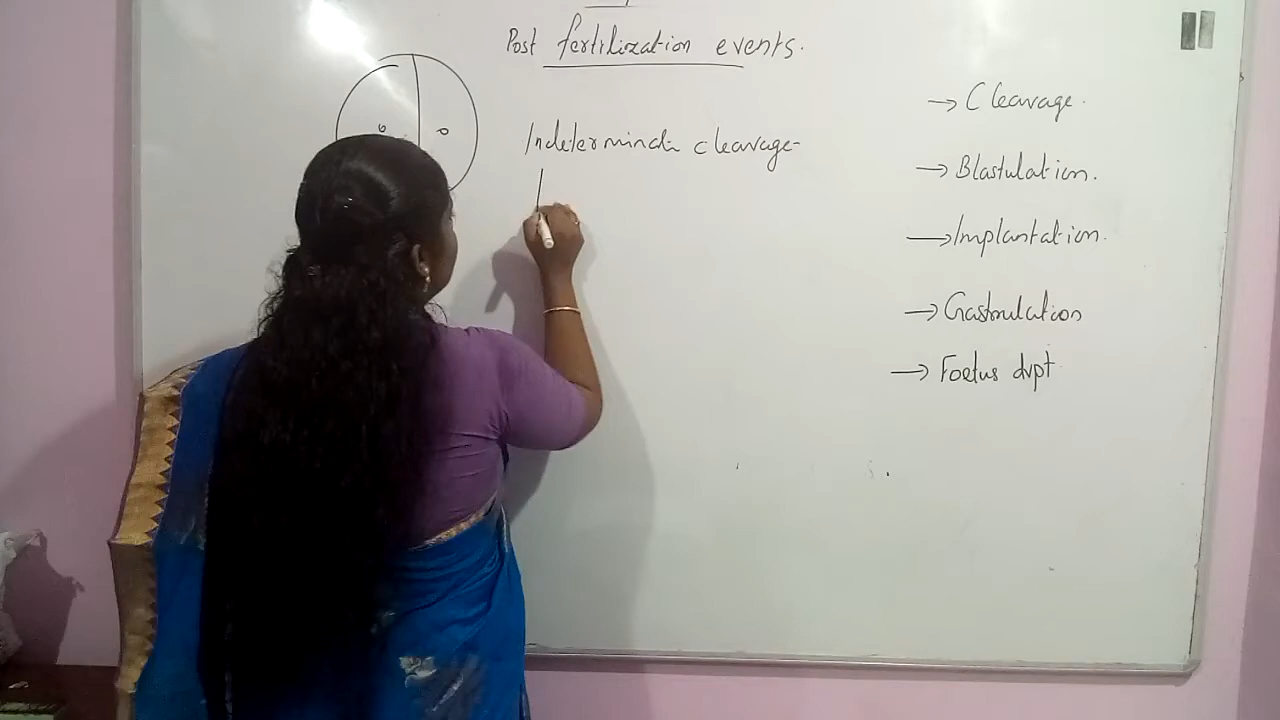 Post fertilization events.
Indeterminate cleavage-
→ Cleavage.
→ Blastulation.
→ Implantation.
→ Gastrulation
→ Foetus dvpt